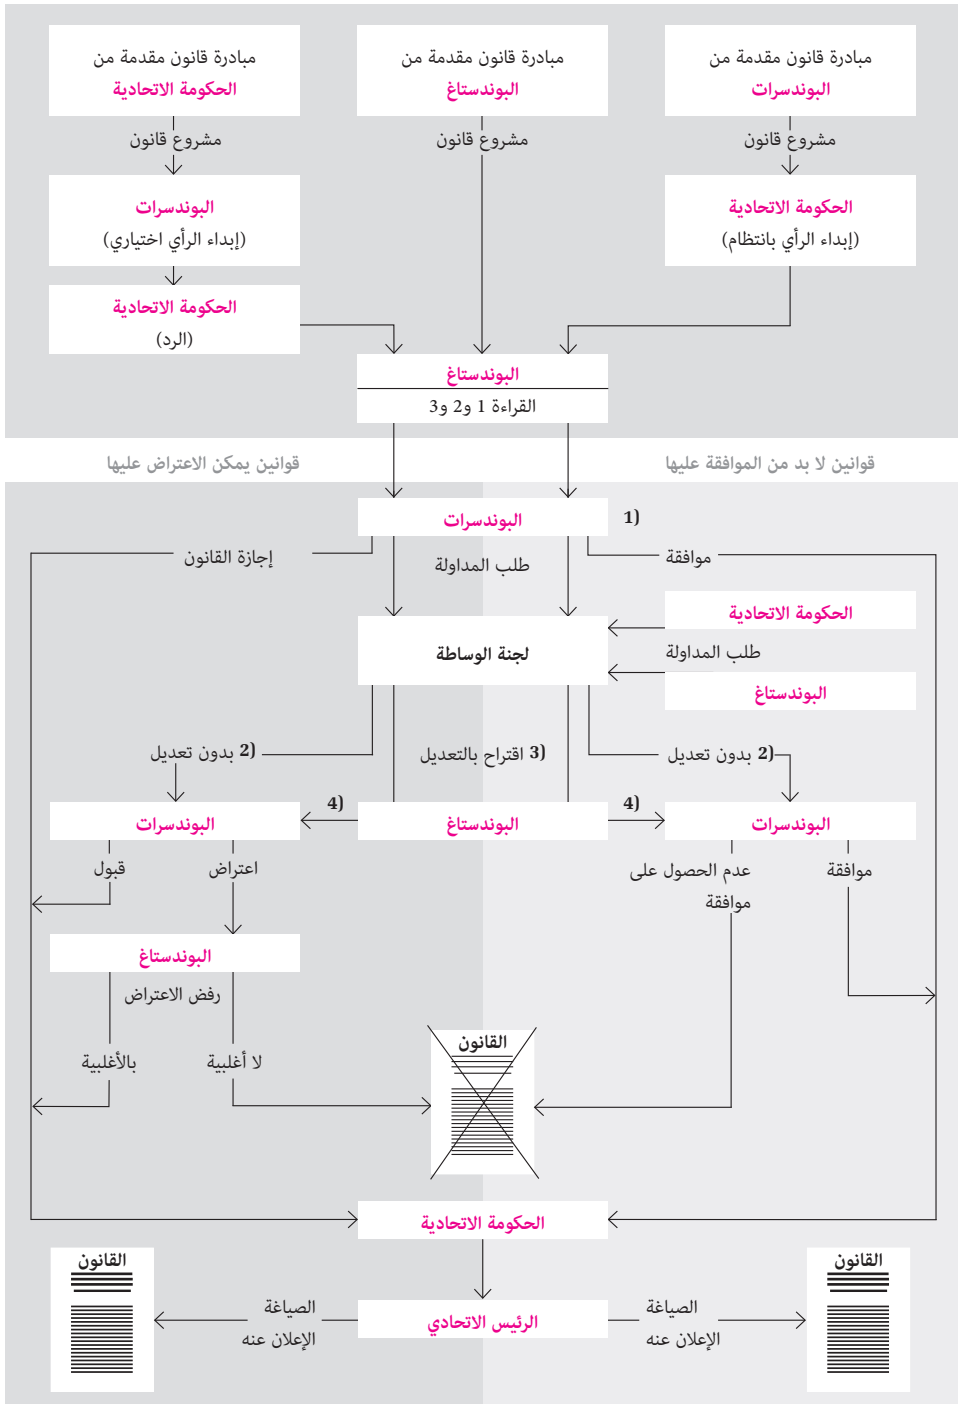 مبادرة قانون مقدمة من
البوندسرات
مبادرة قانون مقدمة من
البوندستاغ
مبادرة قانون مقدمة من
الحكومة الاتحادية
مشروع قانون
مشروع قانون
مشروع قانون
الحكومة الاتحادية
(إبداء الرأي بانتظام)
البوندسرات
(إبداء الرأي اختياري)
الحكومة الاتحادية
(الرد)
البوندستاغ
القراءة 1 و2 و3
قوانين لا بد من الموافقة عليها
قوانين يمكن الاعتراض عليها
1)
البوندسرات
موافقة
طلب المداولة
إجازة القانون
الحكومة الاتحادية
طلب المداولة
البوندستاغ
لجنة الوساطة
2) بدون تعديل
3) اقتراح بالتعديل
2) بدون تعديل
البوندسرات
4)
البوندستاغ
4)
البوندسرات
موافقة
عدم الحصول على
موافقة
اعتراض
قبول
البوندستاغ
رفض الاعتراض
لا أغلبية
بالأغلبية
القانون
الحكومة الاتحادية
الرئيس الاتحادي
الصياغة
الإعلان عنه
القانون
الصياغة
الإعلان عنه
القانون